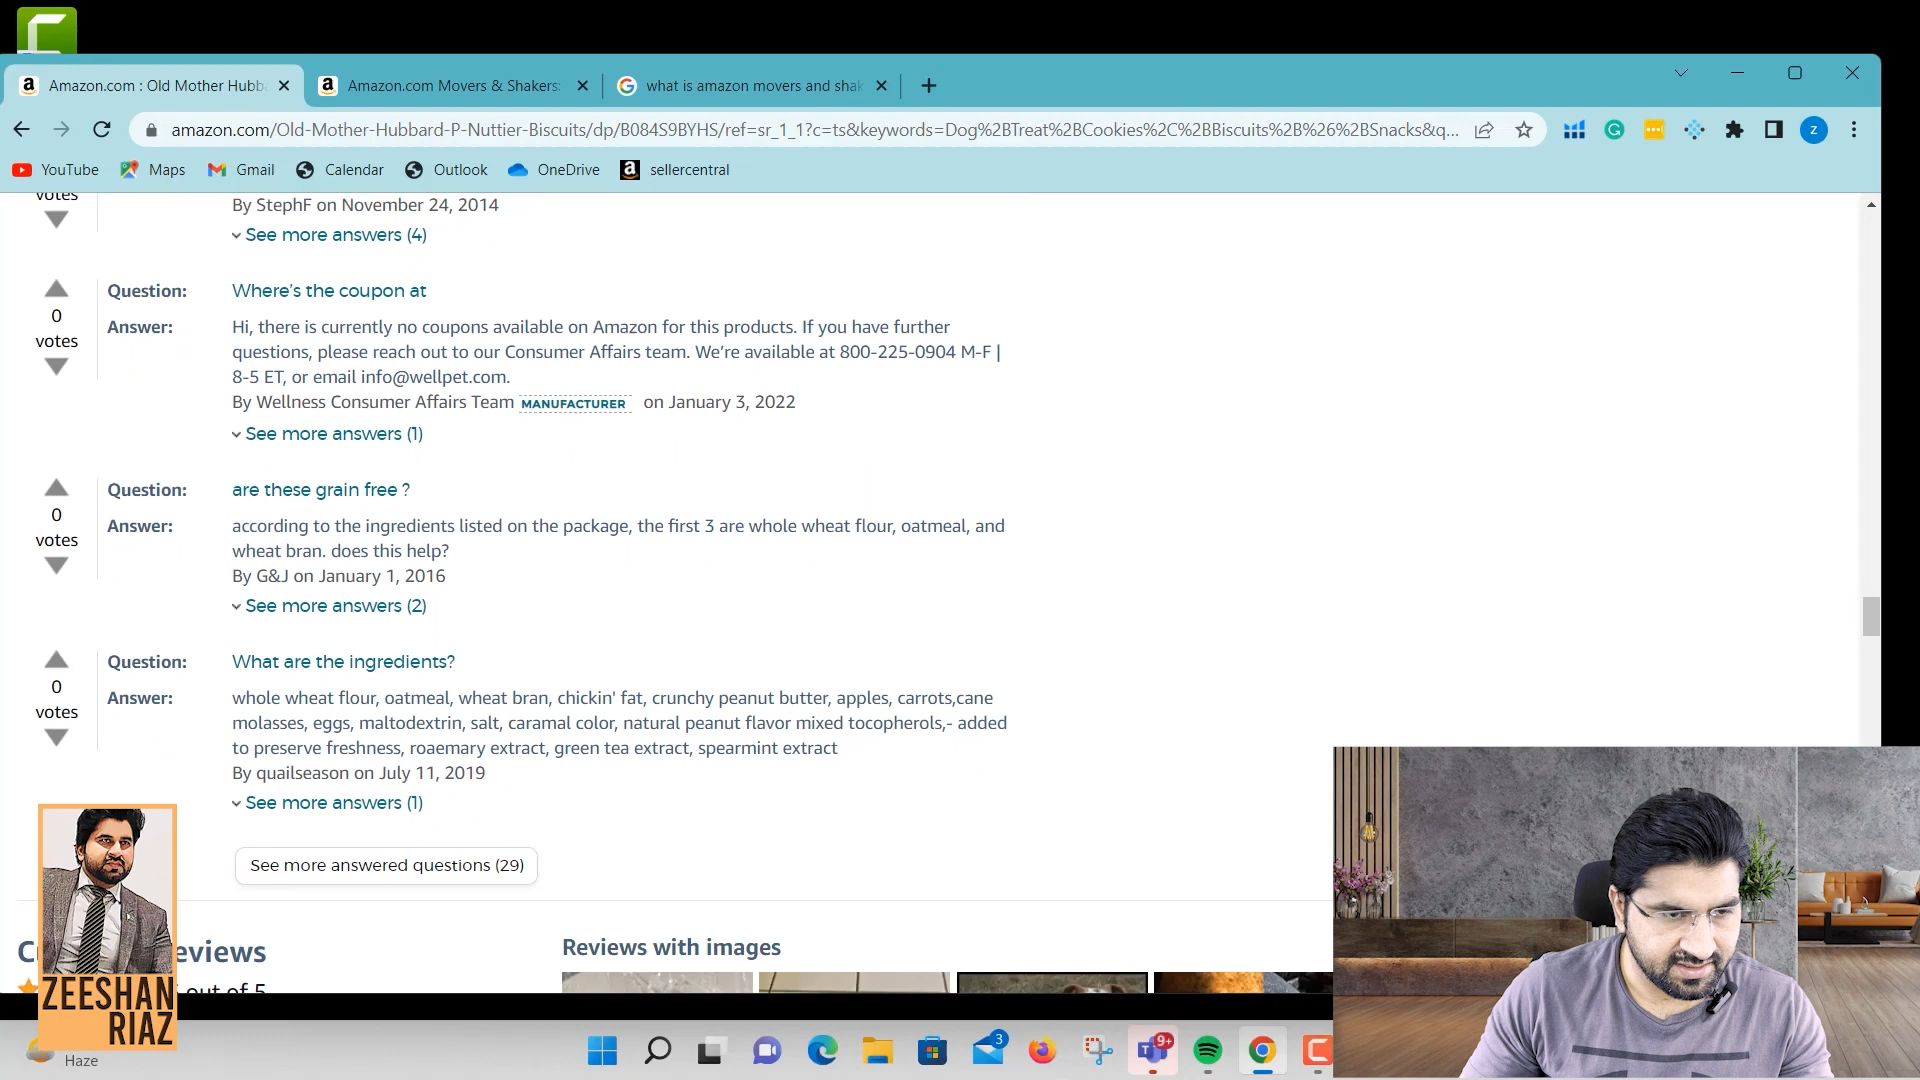 Amazon.com : Old Mother Hubb
Amazon.com Movers & Shakers:
what is amazon movers and shak
amazon.com/Old-Mother-Hubbard-P-Nuttier-Biscuits/dp/B084S9BYHS/ref=sr_1_1?c=ts&keywords=Dog%2BTreat%2BCookies%2C%2BBiscuits%2B%26%2BSnacks&q...
z
YouTube
Maps
Gmail
Calendar
Outlook
OneDrive
sellercentral
votes
By StephF on November 24, 2014
See more answers (4)
Question: Where's the coupon at
0
votes
Answer: Hi, there is currently no coupons available on Amazon for this products. If you have further
questions, please reach out to our Consumer Affairs team. We're available at 800-225-0904 M-F |
8-5 ET, or email info@wellpet.com.
By Wellness Consumer Affairs Team MANUFACTURER on January 3, 2022
See more answers (1)
Question: are these grain free ?
0
votes
Answer: according to the ingredients listed on the package, the first 3 are whole wheat flour, oatmeal, and
wheat bran. does this help?
By G&J on January 1, 2016
See more answers (2)
Question: What are the ingredients?
0
votes
Answer: whole wheat flour, oatmeal, wheat bran, chickin' fat, crunchy peanut butter, apples, carrots,cane
molasses, eggs, maltodextrin, salt, caramal color, natural peanut flavor mixed tocopherols,- added
to preserve freshness, roaemary extract, green tea extract, spearmint extract
By quailseason on July 11, 2019
See more answers (1)
See more answered questions (29)
eviews
Reviews with images
out of 5
ZEESHAN
RIAZ
Haze
3
9+